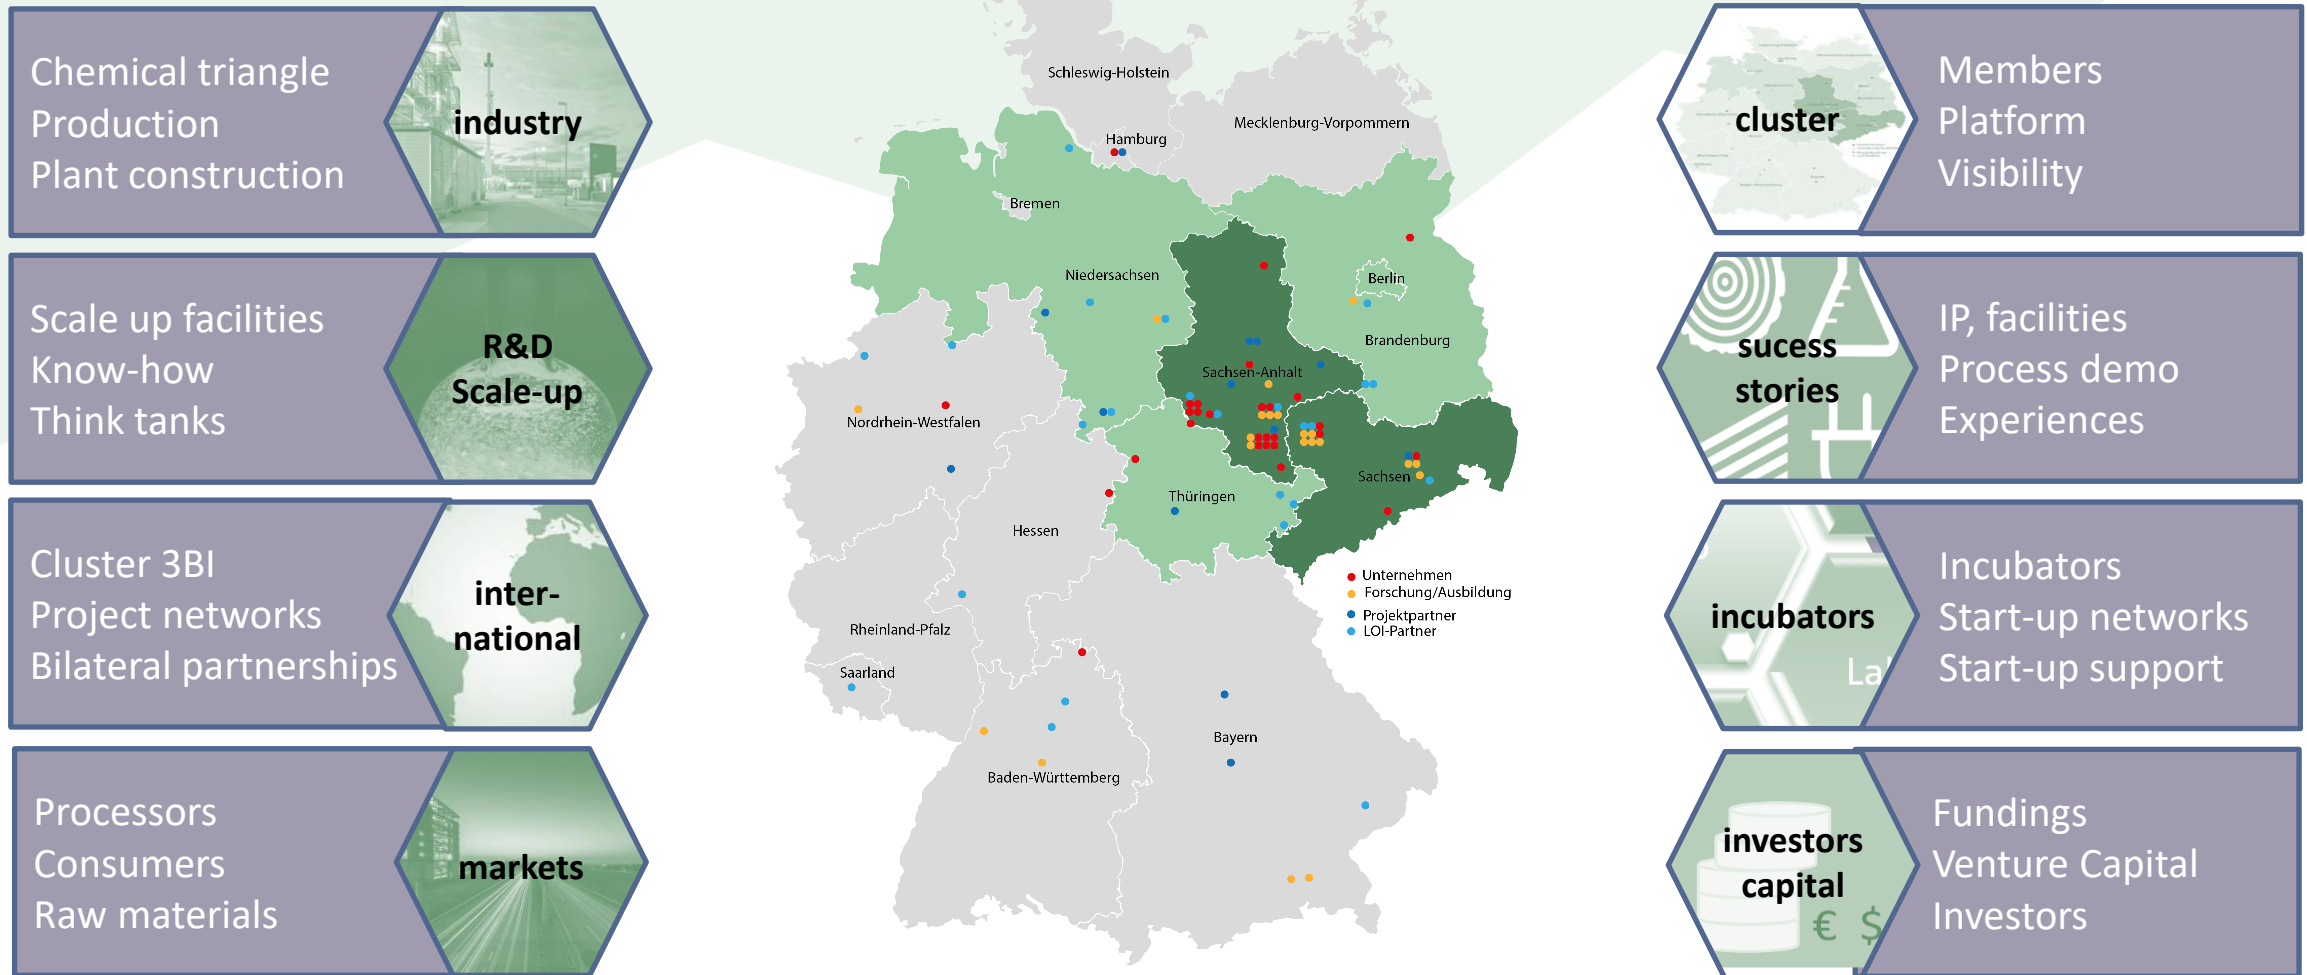 Chemical triangle
Production
Plant construction
industry
Scale up facilities
Know-how
Think tanks
R&D
Scale-up
Cluster 3BI
Project networks
Bilateral partnerships
inter-
national
Processors
Consumers
Raw materials
markets
Schleswig-Holstein
Hamburg
Mecklenburg-Vorpommern
Bremen
Niedersachsen
Berlin
Brandenburg
Sachsen-Anhalt
Nordrhein-Westfalen
Sachsen
Thüringen
Hessen
Rheinland-Pfalz
Saarland
Bayern
Baden-Württemberg
Unternehmen
Forschung/Ausbildung
Projektpartner
LOI-Partner
cluster
Members
Platform
Visibility
sucess
stories
IP, facilities
Process demo
Experiences
incubators
La
Incubators
Start-up networks
Start-up support
investors
capital
€ $
Fundings
Venture Capital
Investors